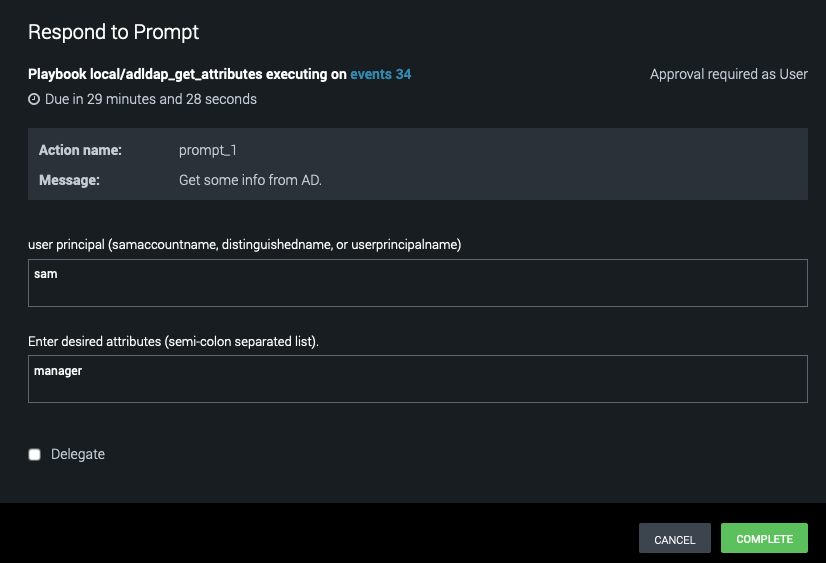 Respond to Prompt
Playbook local/adldap_get_attributes executing on events 34
Approval required as User
Due in 29 minutes and 28 seconds
Action name: prompt_1
Message: Get some info from AD.
user principal (samaccountname, distinguishedname, or userprincipalname)
sam
Enter desired attributes (semi-colon separated list).
manager
Delegate
CANCEL COMPLETE